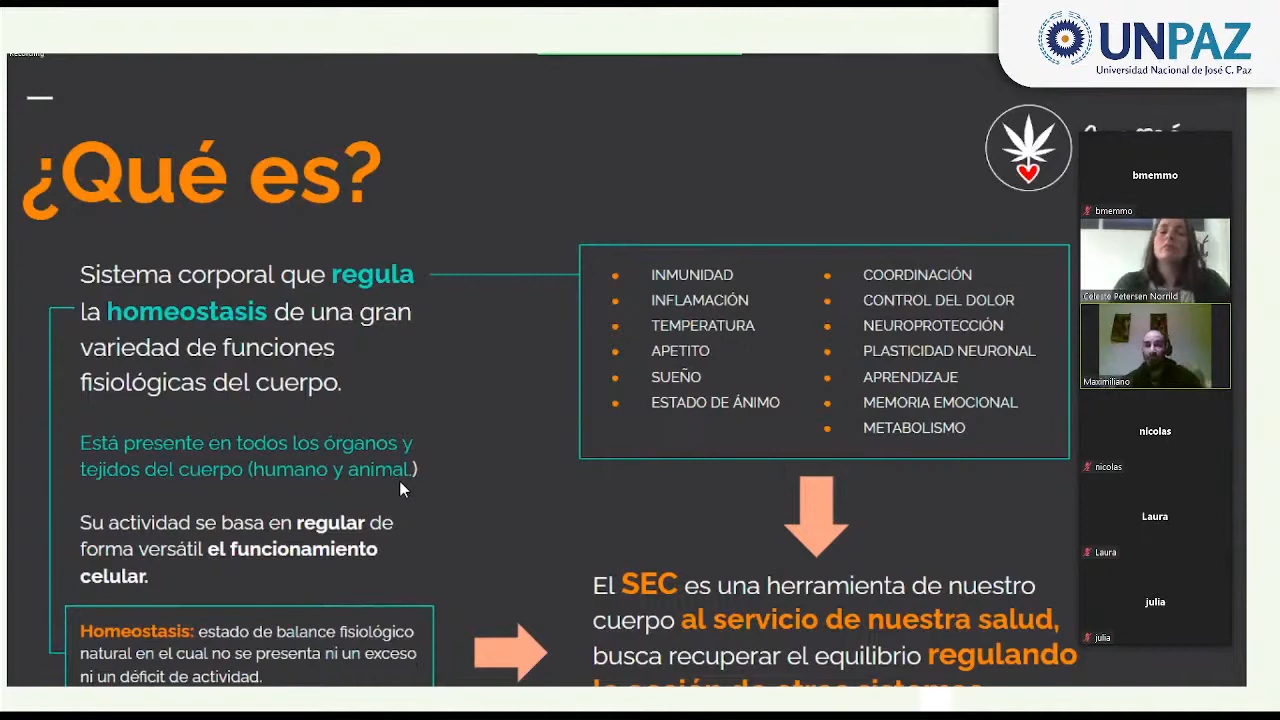 Recording
UNPAZ
Universidad Nacional de José C. Paz
¿Qué es?
Sistema corporal que regula
la homeostasis de una gran
variedad de funciones
fisiológicas del cuerpo.
Está presente en todos los órganos y
tejidos del cuerpo (humano y animal.)
Su actividad se basa en regular de
forma versátil el funcionamiento
celular.
Homeostasis: estado de balance fisiológico
natural en el cual no se presenta ni un exceso
ni un déficit de actividad.
INMUNIDAD
INFLAMACIÓN
TEMPERATURA
APETITO
SUEÑO
ESTADO DE ÁNIMO
COORDINACIÓN
CONTROL DEL DOLOR
NEUROPROTECCIÓN
PLASTICIDAD NEURONAL
APRENDIZAJE
MEMORIA EMOCIONAL
METABOLISMO
El SEC es una herramienta de nuestro
cuerpo al servicio de nuestra salud,
busca recuperar el equilibrio regulando
la acción de otros sistemas
bmemmo
bmemmo
Celeste Petersen Norrild
Maximiliano
nicolas
nicolas
Laura
Laura
julia
julia